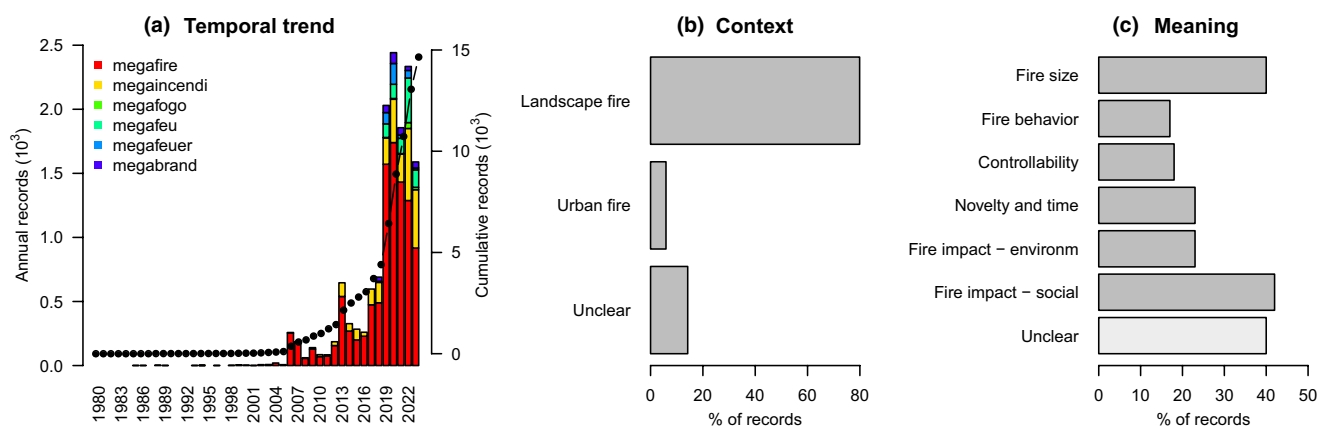 (a) Temporal trend
2.5
2.0
1.5
1.0
0.5
0.0
Annual records (10³)
megafire
megaincendi
megafogo
megafeu
megafeuer
megabrand
15
10
5
0
Cumulative records (10³)
1980
1983
1986
1989
1992
1995
1998
2001
2004
2007
2010
2013
2016
2019
2022
(b) Context
Landscape fire
Urban fire
Unclear
0 20 40 60 80
% of records
(c) Meaning
Fire size
Fire behavior
Controllability
Novelty and time
Fire impact − environm
Fire impact − social
Unclear
0 10 20 30 40 50
% of records